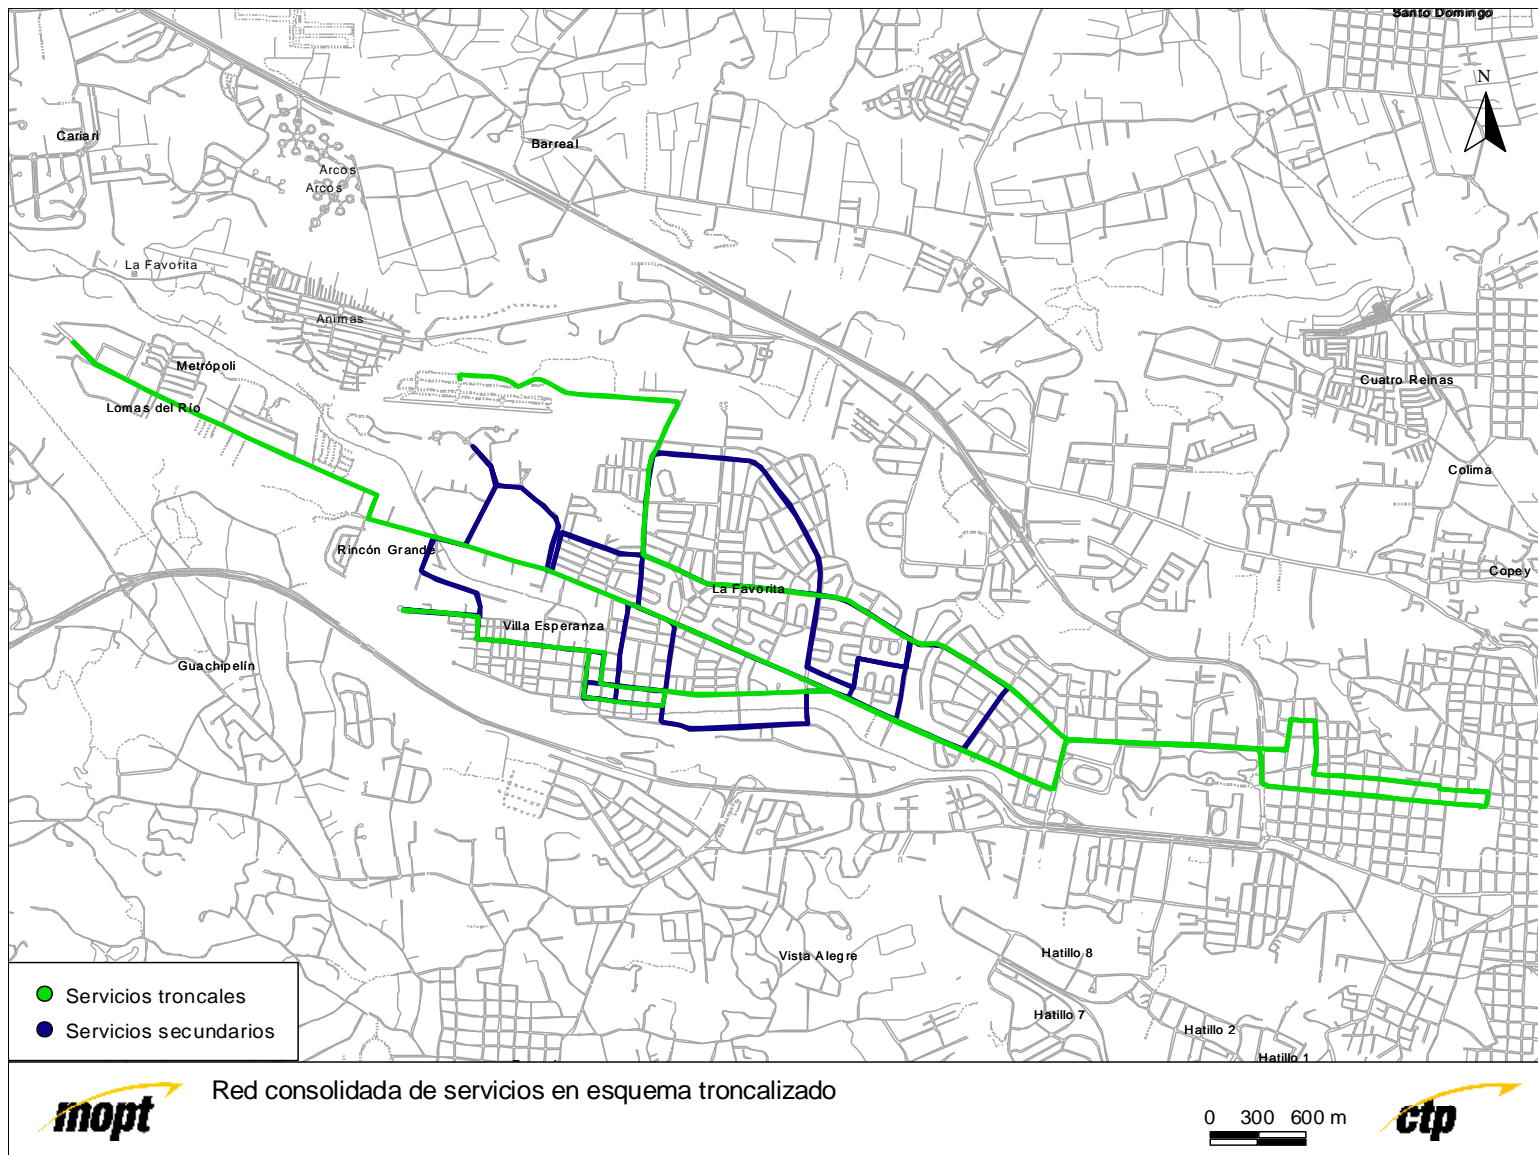 Santo Domingo
N
Cariari
Barreal
Arcos
Arcos
La Favorita
Animas
Metrópoli
Cuatro Reinas
Lomas del Río
Colima
Rincón Grande
Copey
La Favorita
Villa Esperanza
Guachipelín
Vista Alegre
Hatillo 8
Hatillo 7
Hatillo 2
Hatillo 1
Servicios troncales
Servicios secundarios
Red consolidada de servicios en esquema troncalizado
mopt
0 300 600 m
ctp